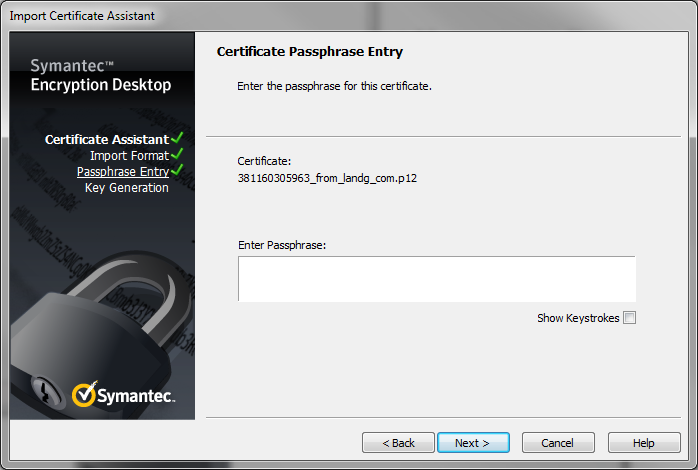 Import Certificate Assistant
Symantec™
Encryption Desktop
Certificate Assistant
Import Format
Passphrase Entry
Key Generation
Symantec™
Certificate Passphrase Entry
Enter the passphrase for this certificate.
Certificate:
381160305963_from_landg_com.p12
Enter Passphrase:
Show Keystrokes
< Back
Next >
Cancel
Help